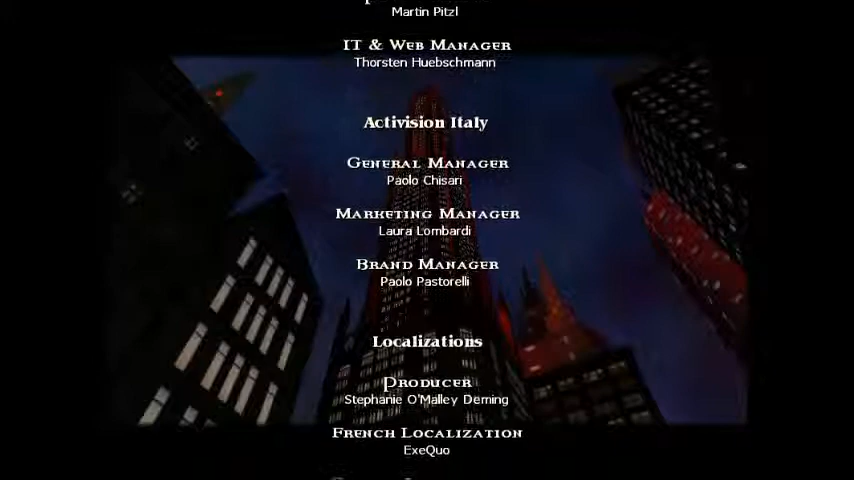 Martin Pitzl
IT & Web Manager
Thorsten Huebschmann
Activision Italy
General Manager
Paolo Chisari
Marketing Manager
Laura Lombardi
Brand Manager
Paolo Pastorelli
Localizations
Producer
Stephanie O'Malley Deming
French Localization
ExeQuo